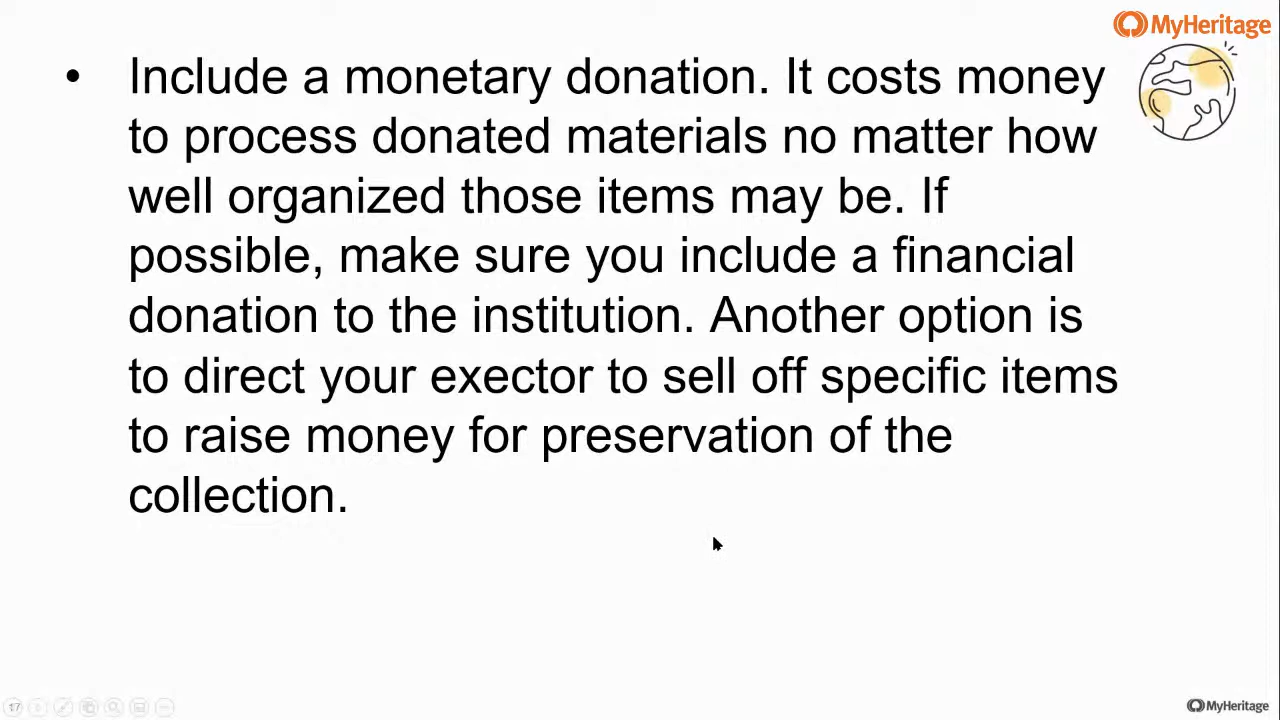 MyHeritage
• Include a monetary donation. It costs money
to process donated materials no matter how
well organized those items may be. If
possible, make sure you include a financial
donation to the institution. Another option is
to direct your exector to sell off specific items
to raise money for preservation of the
collection.
17
MyHeritage